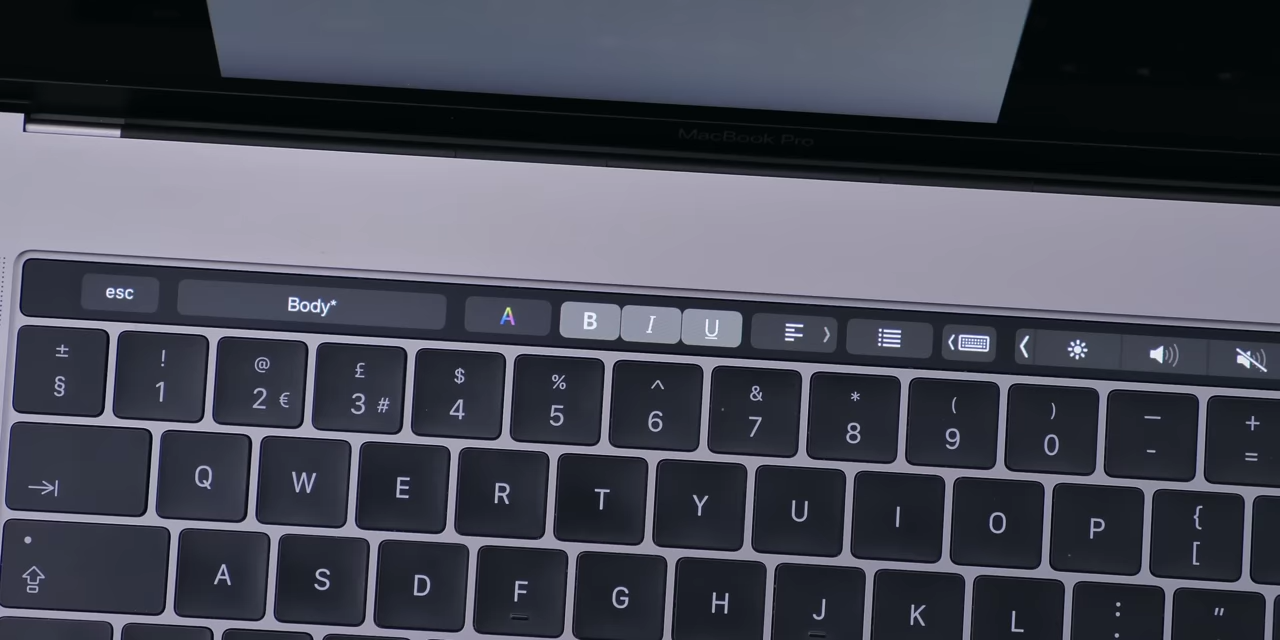 MacBook Pro
esc Body* A B I U
± ! @ £ $ % ^ & * ( ) — +
§ 1 2 € 3 # 4 5 6 7 8 9 0 - =
Q W E R T Y U I O P { [
A S D F G H J K L : "